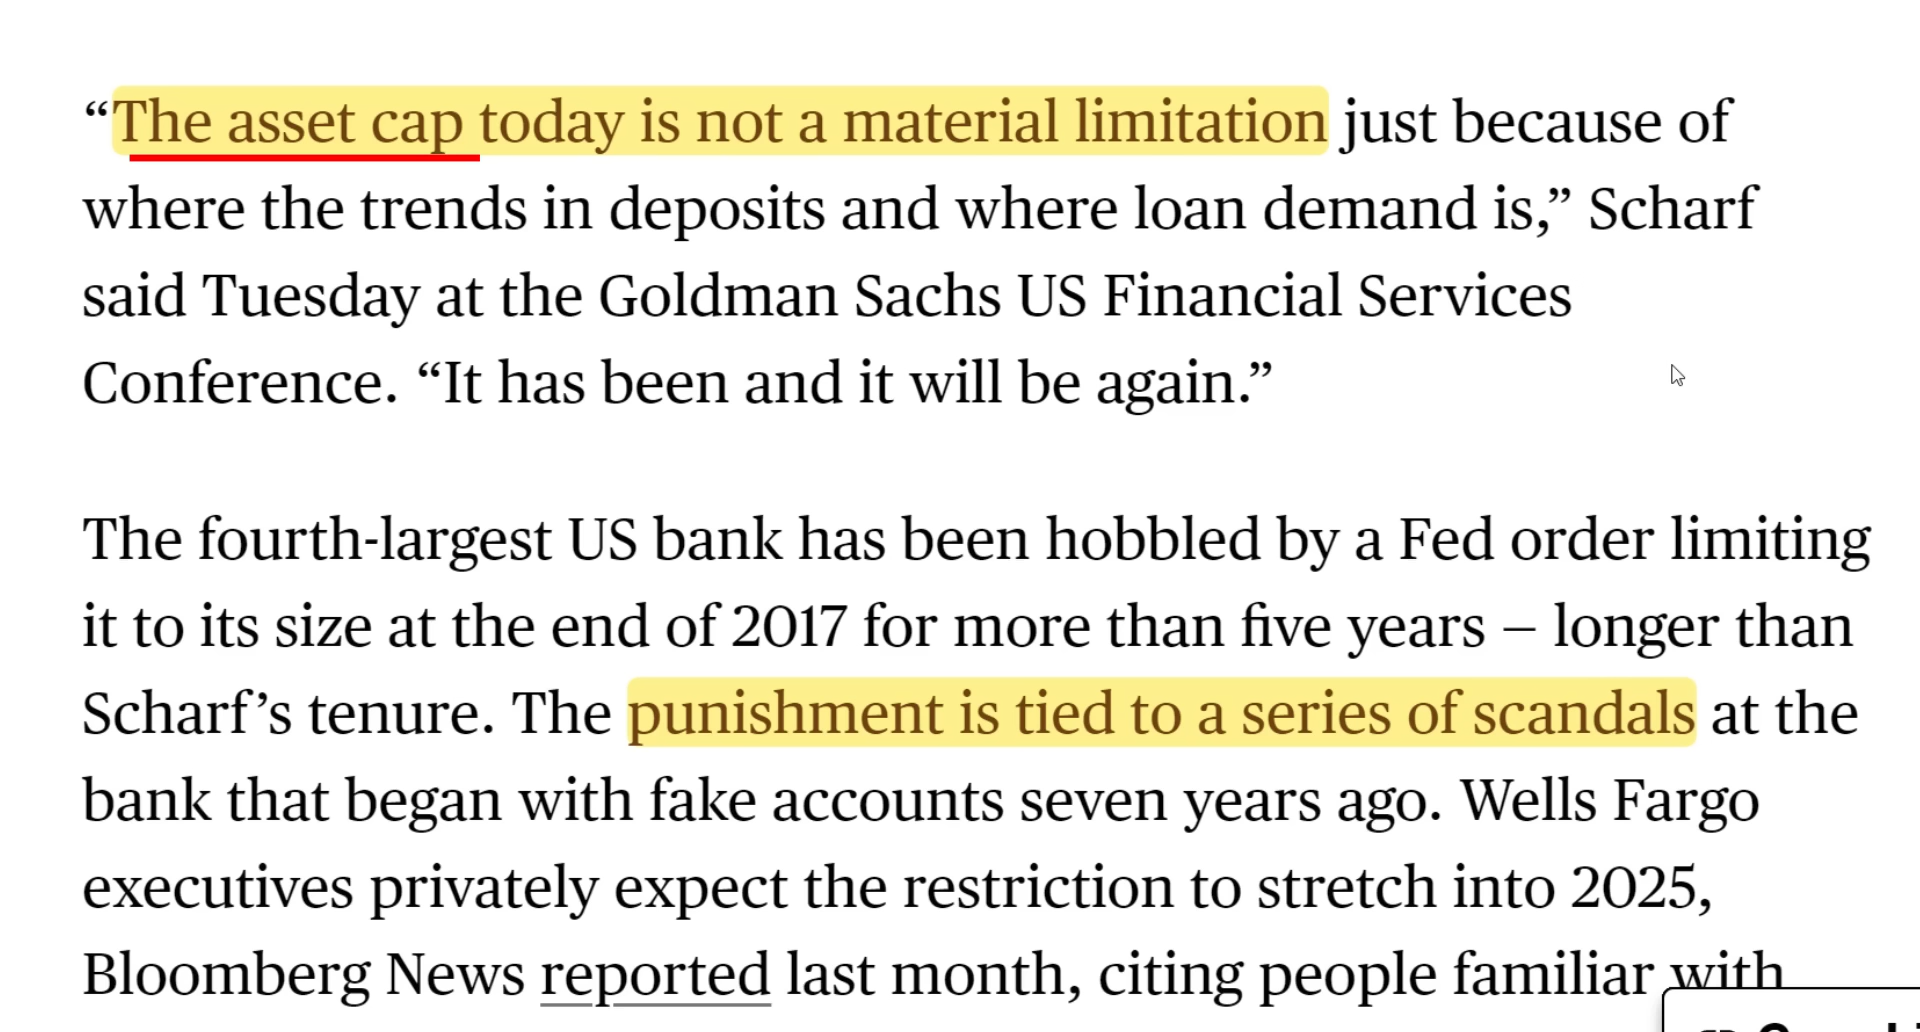 “The asset cap today is not a material limitation just because of
where the trends in deposits and where loan demand is,” Scharf
said Tuesday at the Goldman Sachs US Financial Services
Conference. “It has been and it will be again.”
The fourth-largest US bank has been hobbled by a Fed order limiting
it to its size at the end of 2017 for more than five years – longer than
Scharf’s tenure. The punishment is tied to a series of scandals at the
bank that began with fake accounts seven years ago. Wells Fargo
executives privately expect the restriction to stretch into 2025,
Bloomberg News reported last month, citing people familiar with